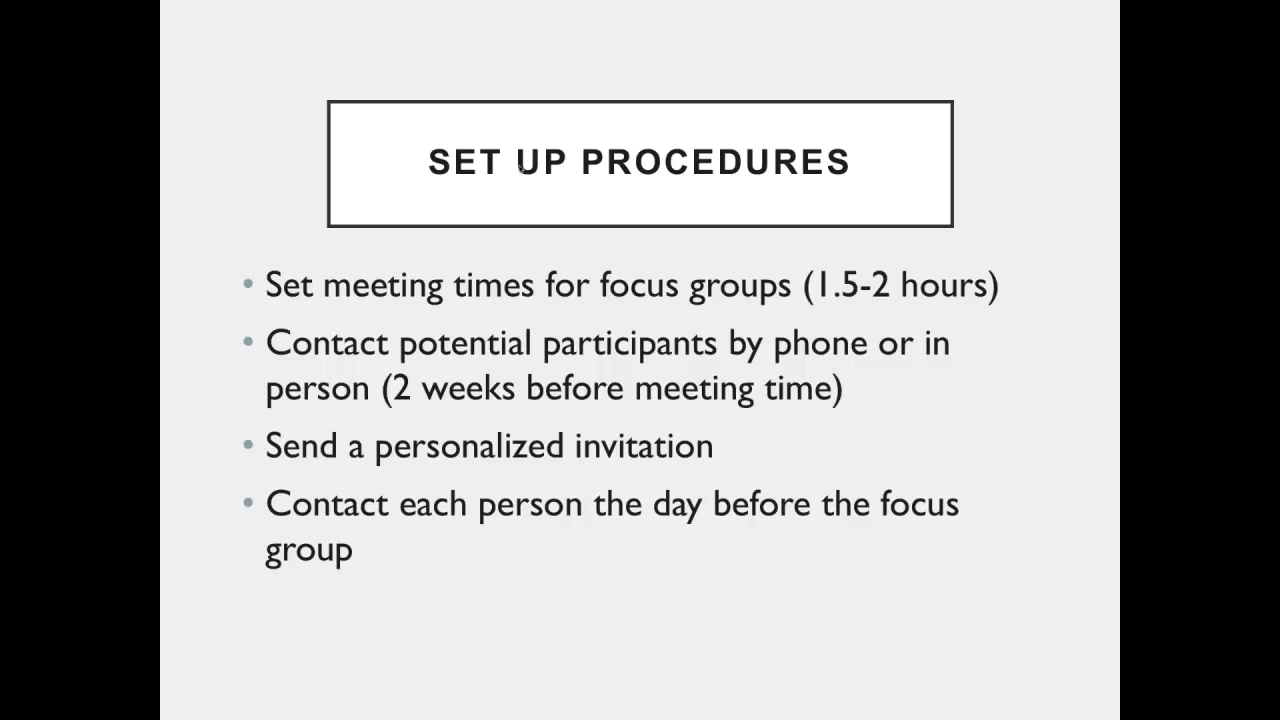 SET UP PROCEDURES
• Set meeting times for focus groups (1.5-2 hours)
• Contact potential participants by phone or in
person (2 weeks before meeting time)
• Send a personalized invitation
• Contact each person the day before the focus
group